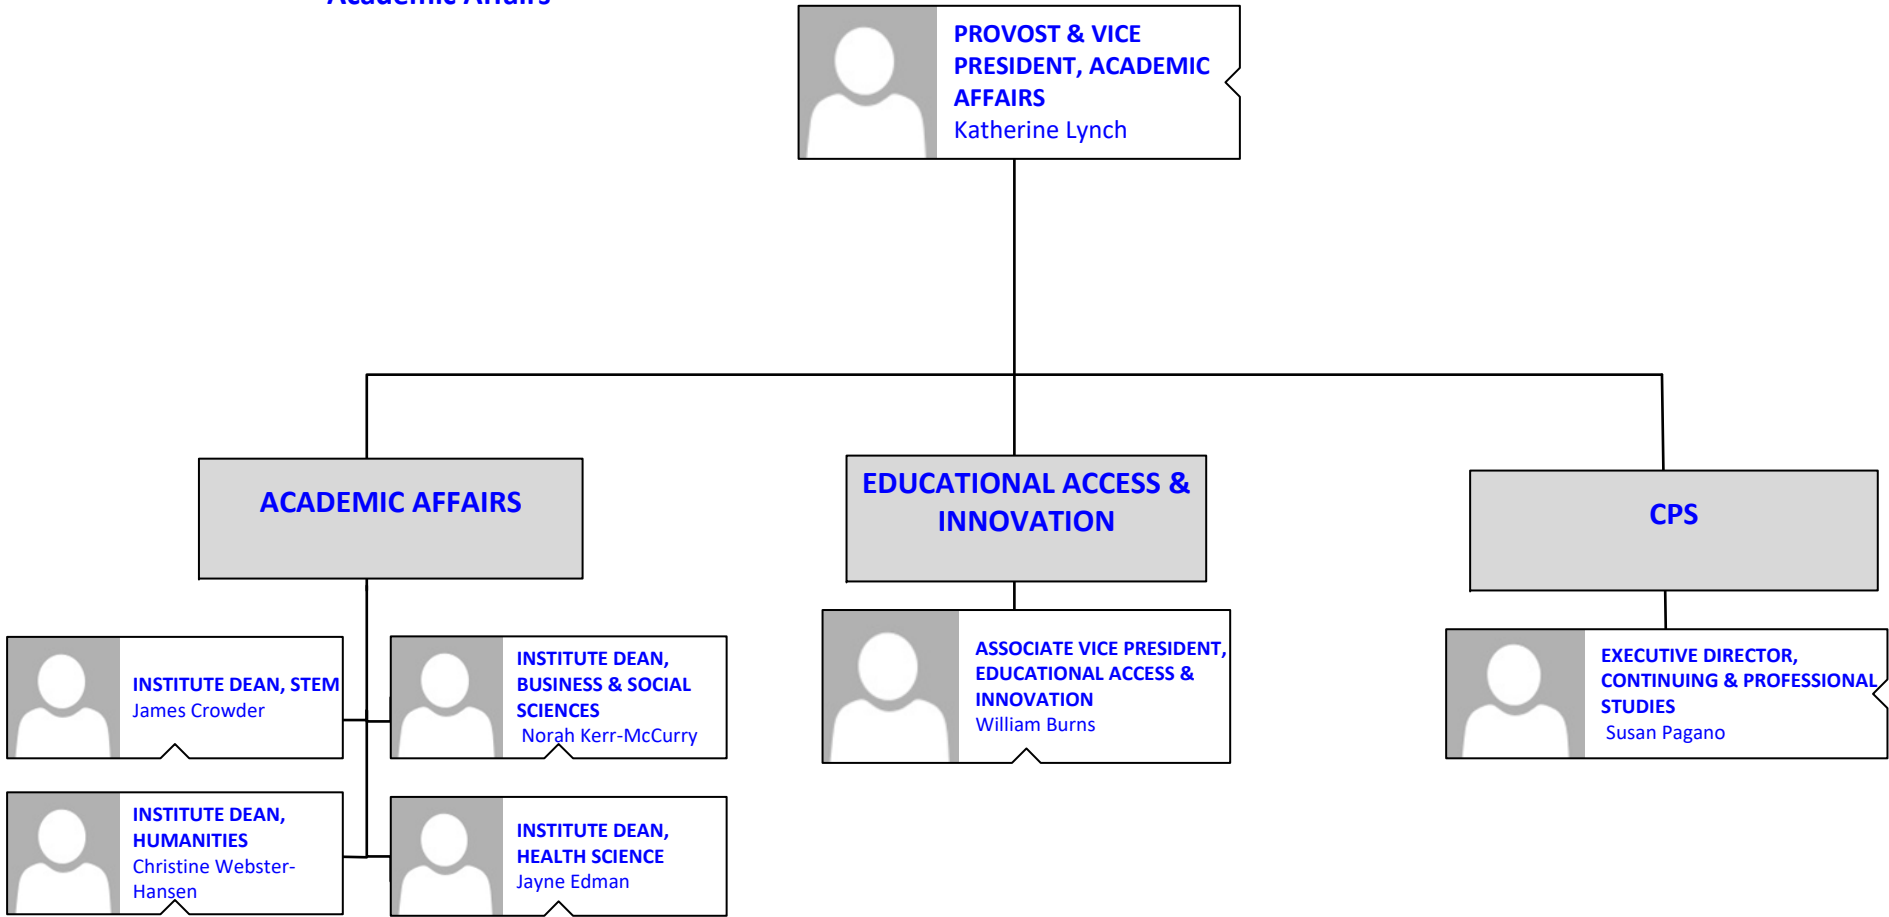 Academic Affairs
PROVOST & VICE
PRESIDENT, ACADEMIC
AFFAIRS
Katherine Lynch
ACADEMIC AFFAIRS
EDUCATIONAL ACCESS &
INNOVATION
CPS
INSTITUTE DEAN, STEM
James Crowder
INSTITUTE DEAN,
BUSINESS & SOCIAL
SCIENCES
Norah Kerr-McCurry
ASSOCIATE VICE PRESIDENT,
EDUCATIONAL ACCESS &
INNOVATION
William Burns
EXECUTIVE DIRECTOR,
CONTINUING & PROFESSIONAL
STUDIES
Susan Pagano
INSTITUTE DEAN,
HUMANITIES
Christine Webster-
Hansen
INSTITUTE DEAN,
HEALTH SCIENCE
Jayne Edman